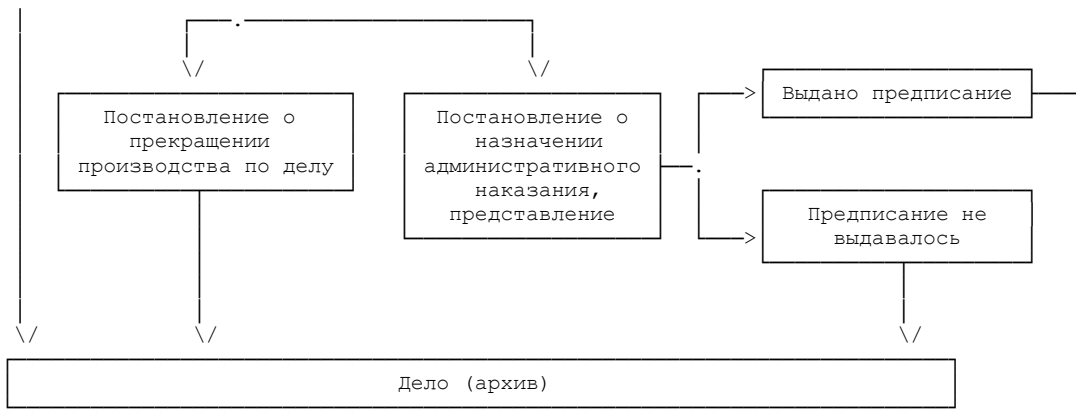 Выдано предписание
Постановление о
прекращении
производства по делу
Постановление о
назначении
административного
наказания,
представление
Предписание не
выдавалось
Дело (архив)